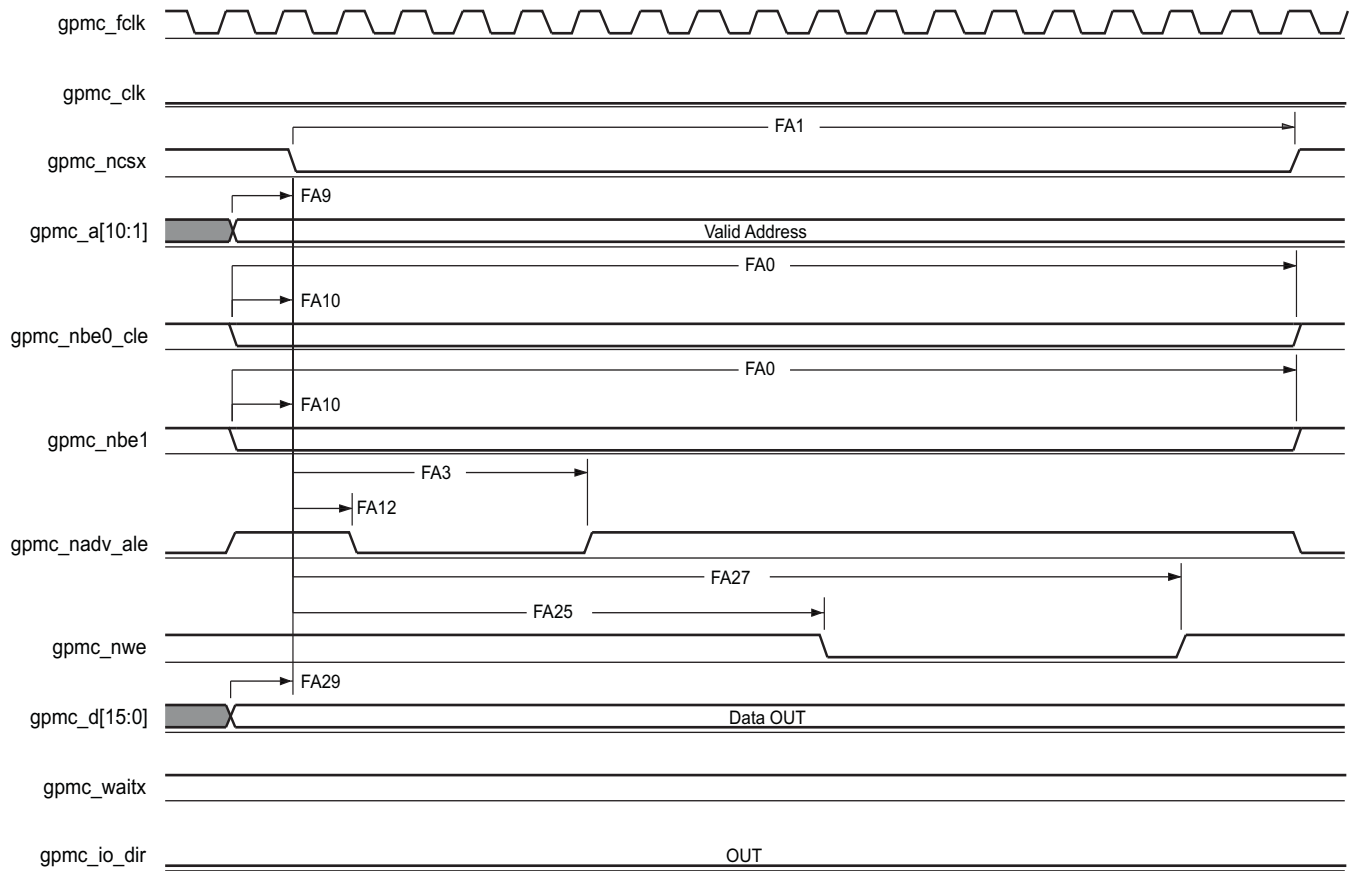 gpmc_fclk
gpmc_clk
FA1
gpmc_ncsx
FA9
gpmc_a[10:1]
Valid Address
FA0
FA10
gpmc_nbe0_cle
FA0
FA10
gpmc_nbe1
FA3
FA12
gpmc_nadv_ale
FA27
FA25
gpmc_nwe
FA29
gpmc_d[15:0]
Data OUT
gpmc_waitx
gpmc_io_dir
OUT